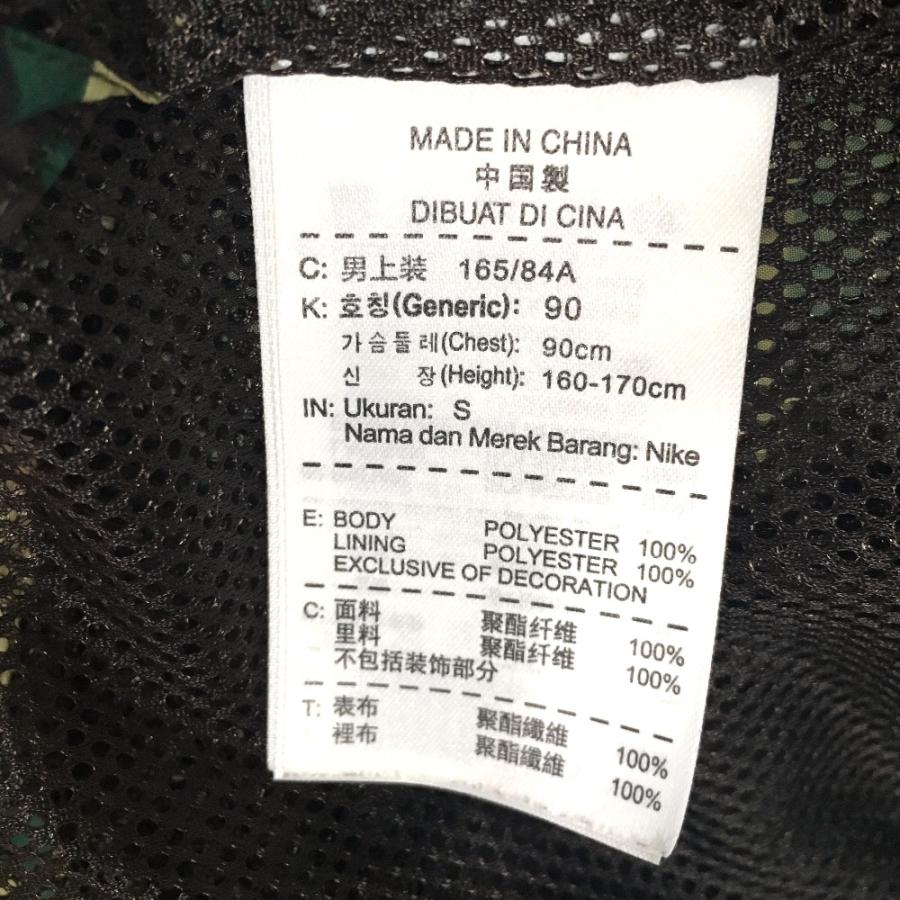 MADE IN CHINA
中国製
DIBUAT DI CINA
C: 男上装 165/84A
K: 호칭(Generic): 90
가슴둘레(Chest): 90cm
신 장(Height): 160-170cm
IN: Ukuran: S
Nama dan Merek Barang: Nike
E: BODY POLYESTER 100%
LINING POLYESTER 100%
EXCLUSIVE OF DECORATION
C: 面料 聚酯纤维 100%
里料 聚酯纤维 100%
不包括装饰部分
T: 表布 聚酯纖維 100%
裡布 聚酯纖維 100%